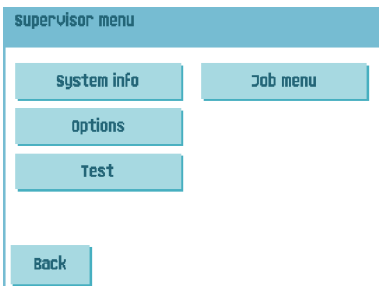 Supervisor menu
System info
Job menu
Options
Test
Back